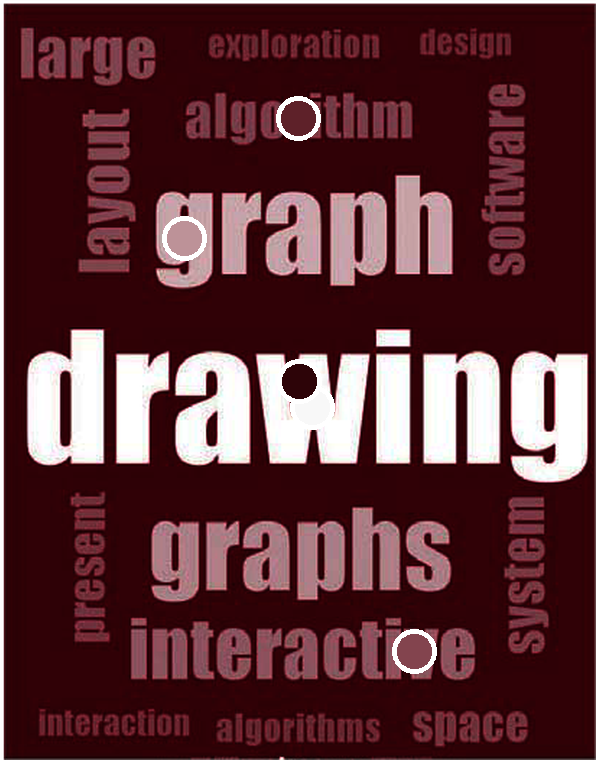 large
exploration
design
algorithm
layout
software
graph
drawing
present
graphs
system
interactive
interaction
algorithms
space